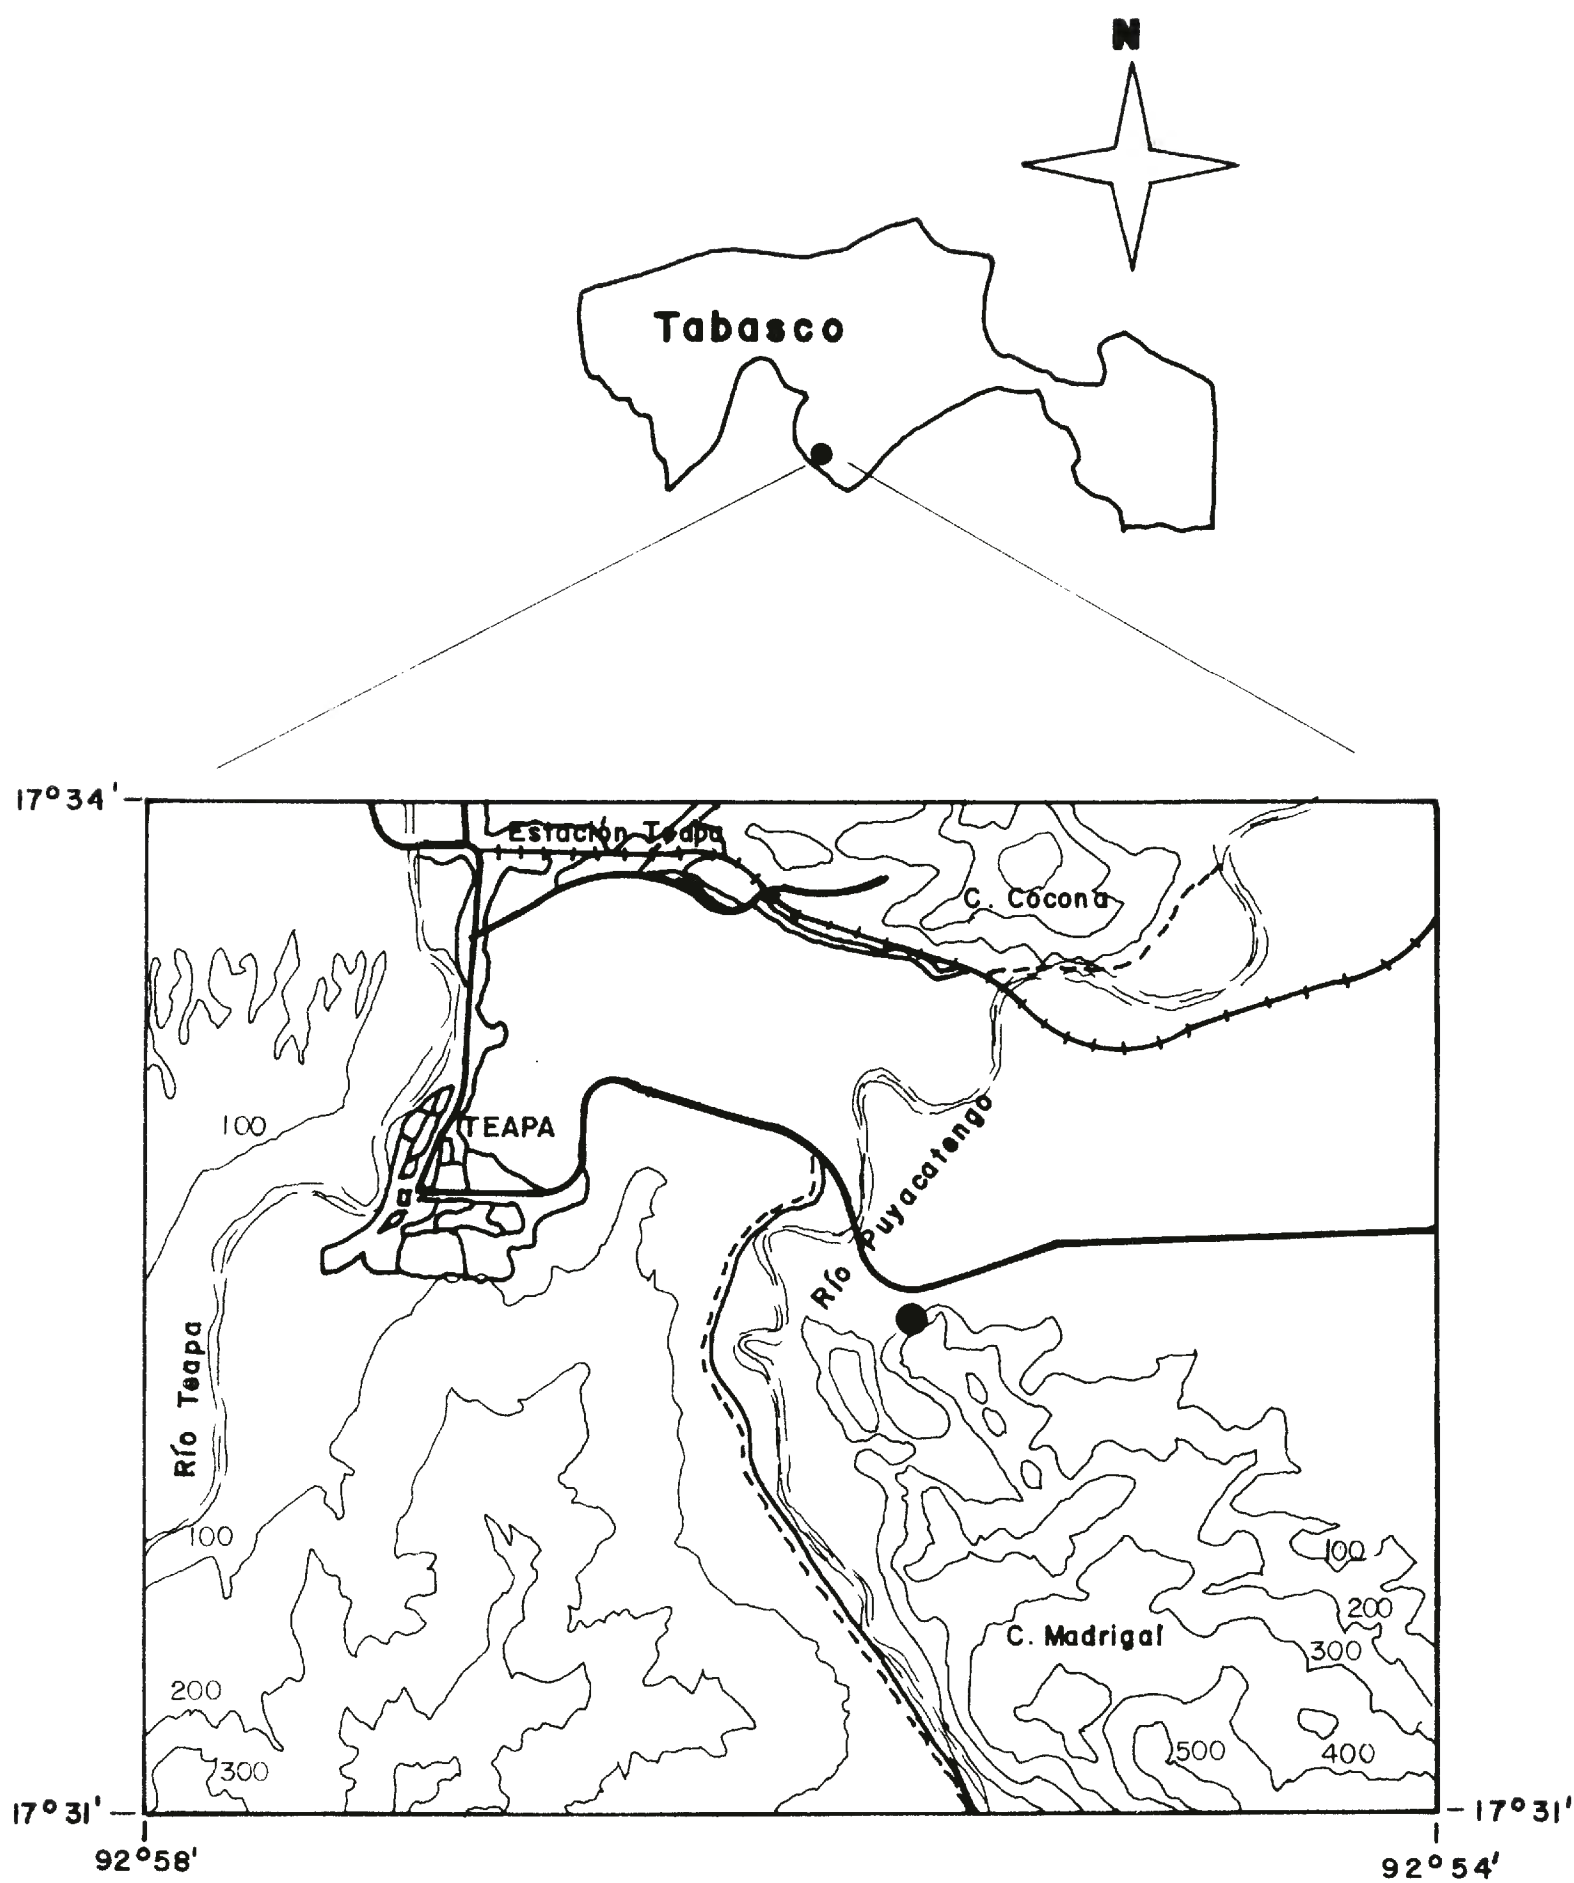 N
Tabasco
17°34'
Estación Teapa
C. Cocona
100
TEAPA
Puyacatengo
Río
Río Teapa
100
100
200
C. Madrigal
300
200
500
400
300
17°31'
17°31'
92°58'
92°54'